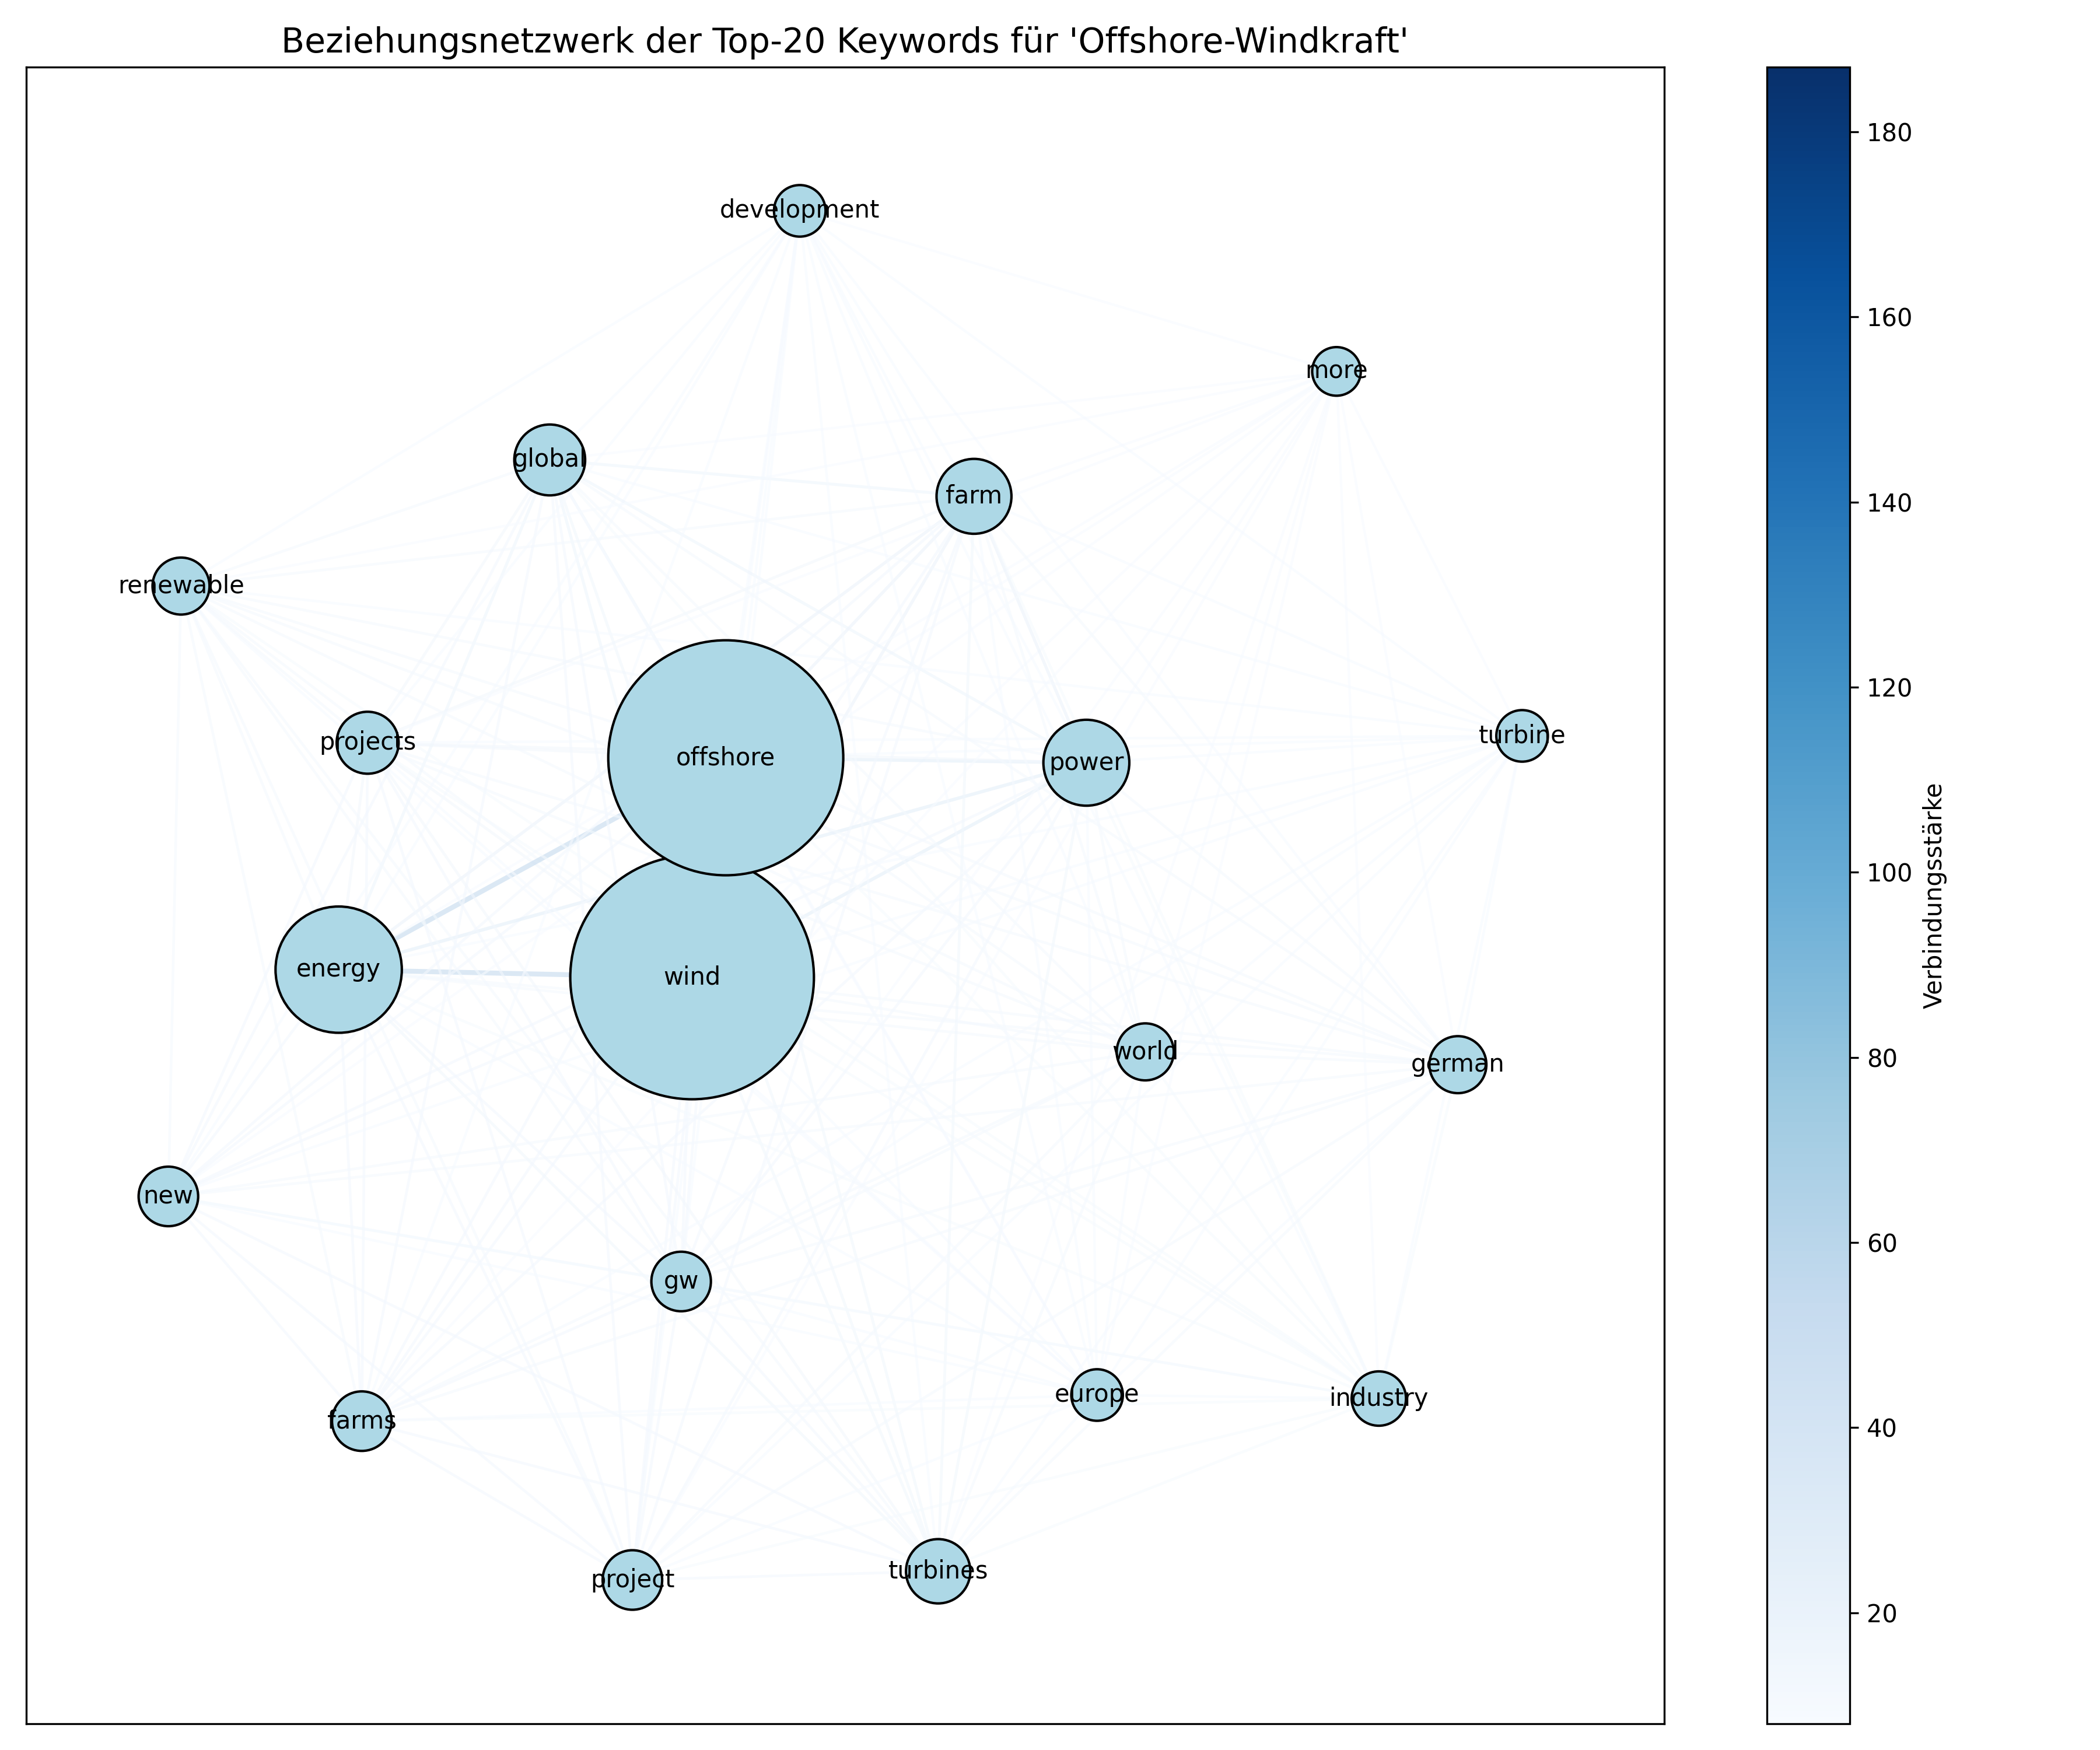 Beziehungsnetzwerk der Top-20 Keywords für 'Offshore-Windkraft'
development
more
global
farm
renewable
projects
offshore
power
turbine
energy
wind
world
german
new
gw
farms
europe
industry
project
turbines
180
160
140
120
100
80
60
40
20
Verbindungsstärke